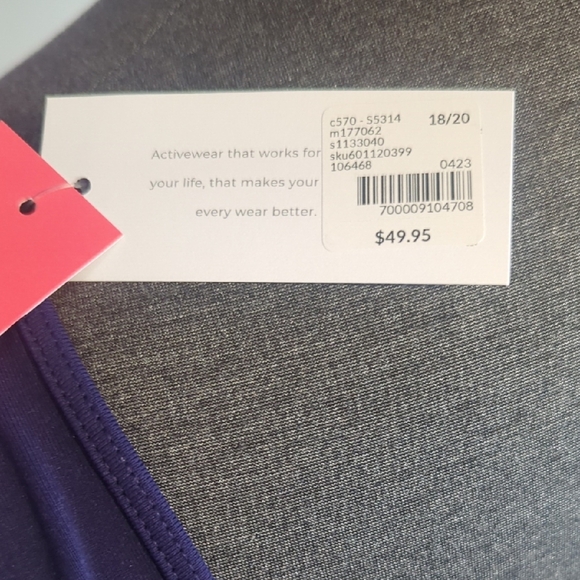 Activewear that works for
your life, that makes your
every wear better.
c570 - S5314 18/20
m177062
s1133040
sku601120399
106468 0423
700009104708
$49.95